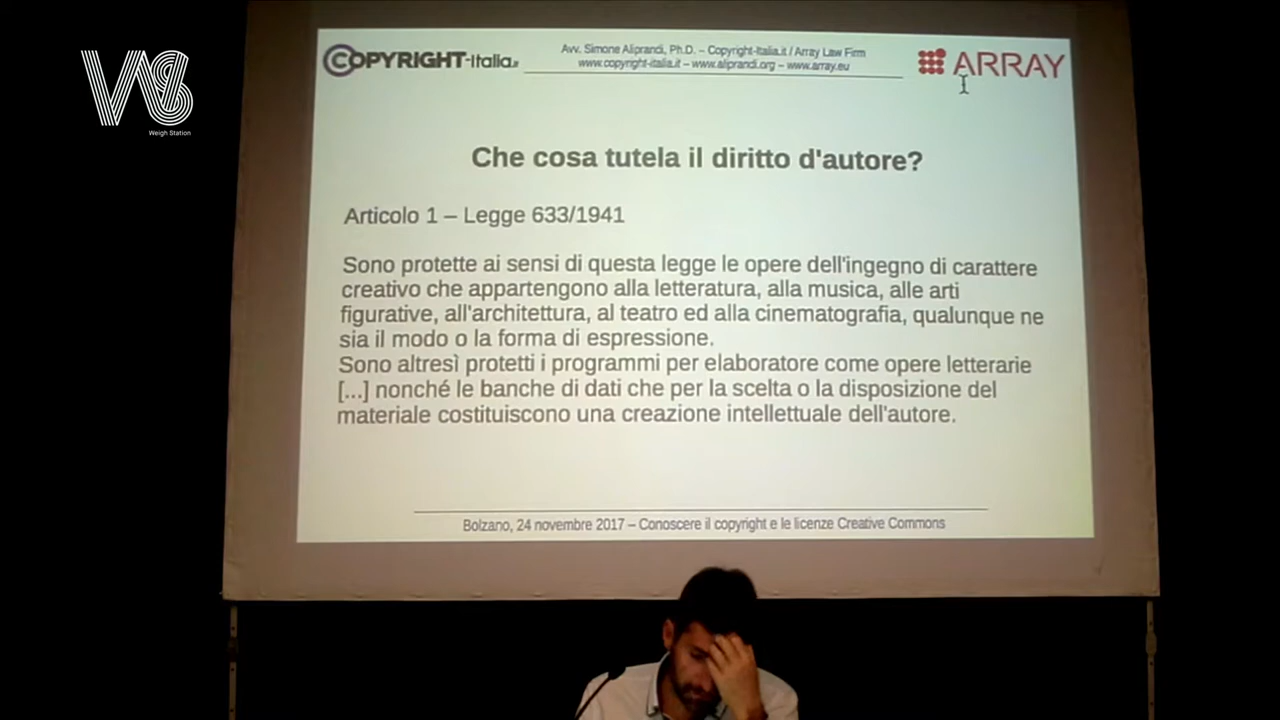 WS
Weigh Station
COPYRIGHT-Italia.it
Avv. Simone Aliprandi, Ph.D. – Copyright-Italia.it / Array Law Firm
www.copyright-italia.it – www.aliprandi.org – www.array.eu
ARRAY
Che cosa tutela il diritto d'autore?
Articolo 1 – Legge 633/1941
Sono protette ai sensi di questa legge le opere dell'ingegno di carattere
creativo che appartengono alla letteratura, alla musica, alle arti
figurative, all'architettura, al teatro ed alla cinematografia, qualunque ne
sia il modo o la forma di espressione.
Sono altresì protetti i programmi per elaboratore come opere letterarie
[...] nonché le banche di dati che per la scelta o la disposizione del
materiale costituiscono una creazione intellettuale dell'autore.
Bolzano, 24 novembre 2017 – Conoscere il copyright e le licenze Creative Commons